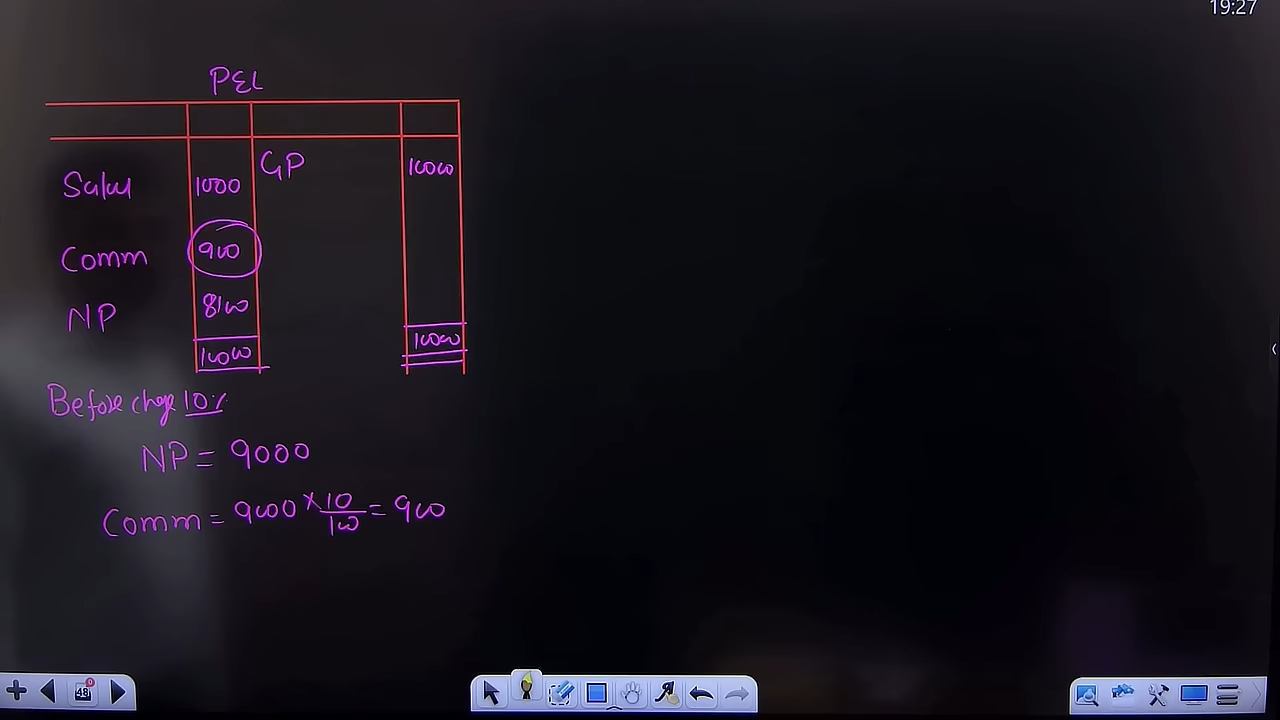 19:27
P&L
GP 10000
Salary 1000
Comm 900
NP 8100
10000 10000
Before charge 10%
NP = 9000
Comm = 9000 × 10/100 = 900
48